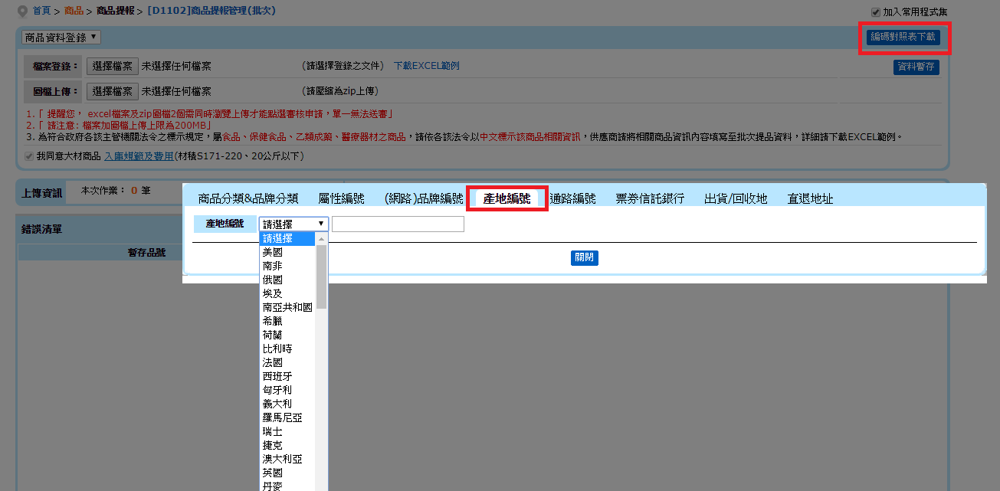 首頁 > 商品 > 商品提報 > [D1102]商品提報管理(批次)
加入常用程式集
商品資料登錄
編碼對照表下載
檔案登錄： 選擇檔案 未選擇任何檔案 (請選擇登錄之文件) 下載EXCEL範例
資料暫存
圖檔上傳： 選擇檔案 未選擇任何檔案 (請壓縮為zip上傳)
1.「 提醒您， excel檔案及zip圖檔2個需同時瀏覽上傳才能點選審核申請，單一無法送審」
2.「 請注意: 檔案加圖檔上傳上限為200MB」
3. 為符合政府各該主管機關法令之標示規定，屬食品、保健食品、乙類成藥、醫療器材之商品，請依各該法令以中文標示該商品相關資訊，供應商請將相關商品資訊內容填寫至批次提品資料，詳細請下載EXCEL範例。
我同意大材商品 入庫規範及費用(材積S171-220、20公斤以下)
上傳資訊 本次作業： 0 筆
商品分類&品牌分類 屬性編號 (網路)品牌編號 產地編號 通路編號 票券信託銀行 出貨/回收地 直退地址
錯誤清單
產地編號 請選擇
暫存品號
關閉
請選擇
美國
南非
俄國
埃及
南亞共和國
希臘
荷蘭
比利時
法國
西班牙
匈牙利
義大利
羅馬尼亞
瑞士
捷克
澳大利亞
英國
丹麥